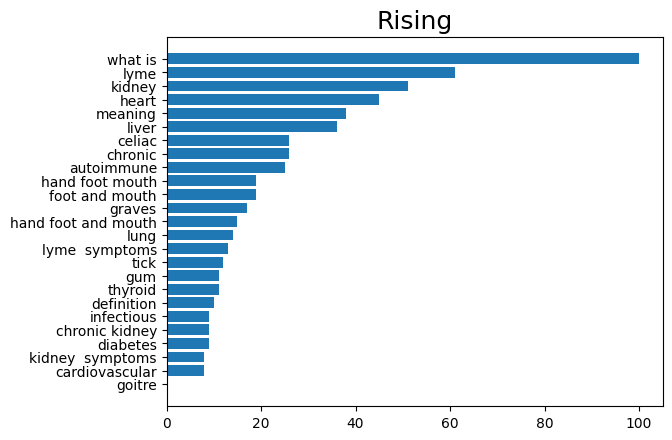 Rising
what is
lyme
kidney
heart
meaning
liver
celiac
chronic
autoimmune
hand foot mouth
foot and mouth
graves
hand foot and mouth
lung
lyme  symptoms
tick
gum
thyroid
definition
infectious
chronic kidney
diabetes
kidney  symptoms
cardiovascular
goitre
0 20 40 60 80 100